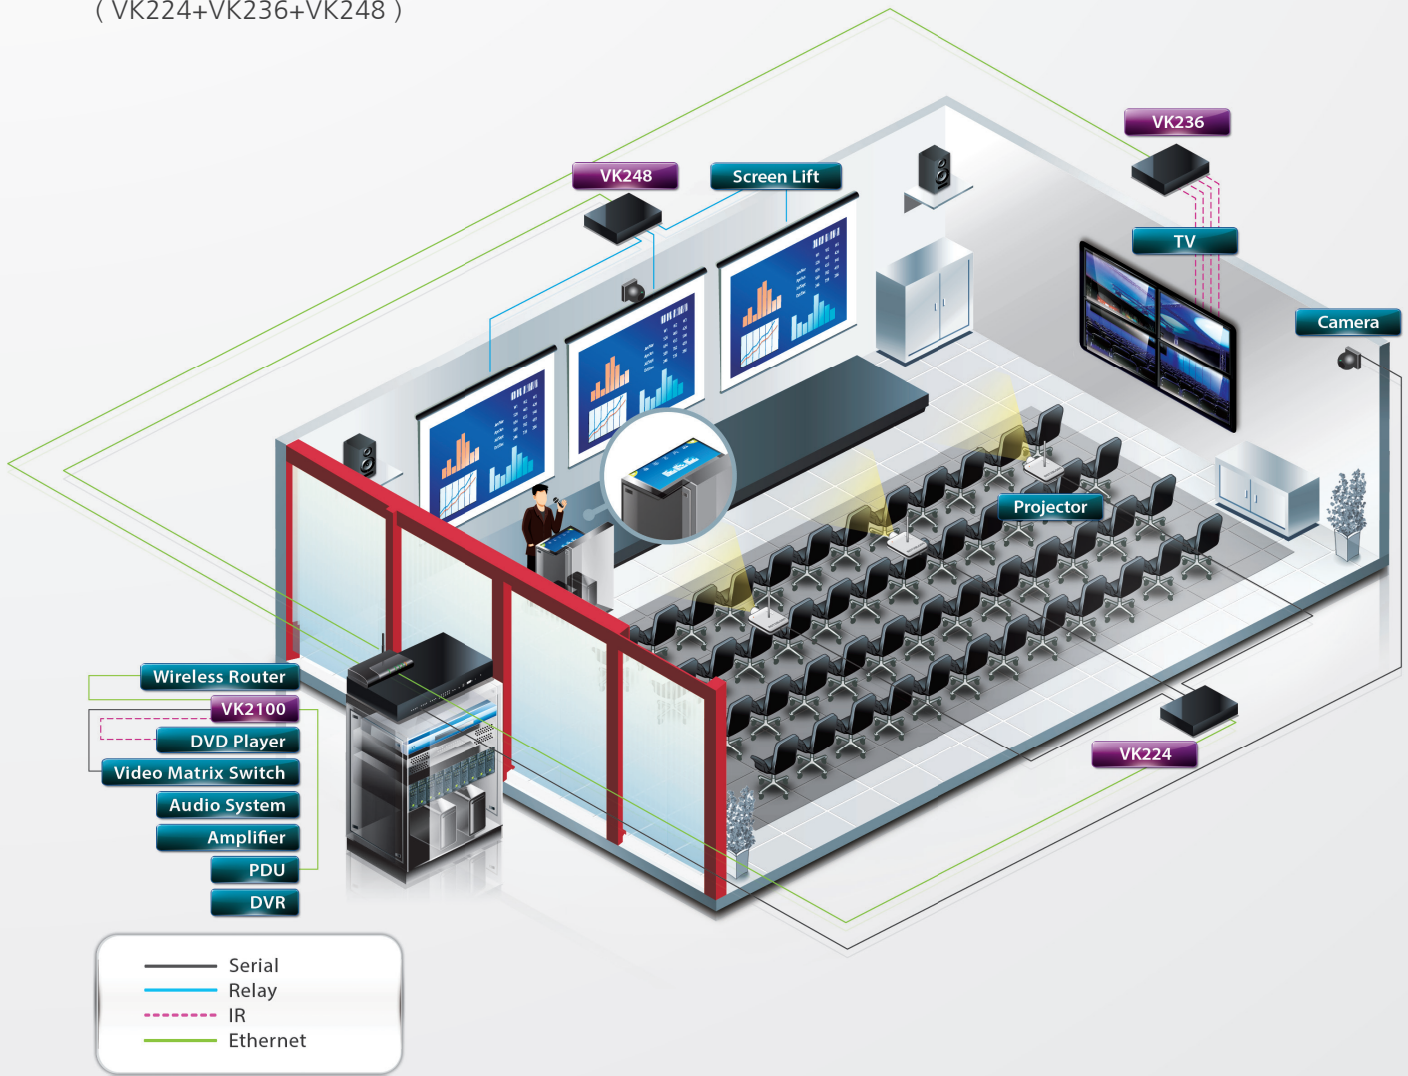 ( VK224+VK236+VK248 )
VK236
VK248
Screen Lift
TV
Camera
Projector
Wireless Router
VK2100
DVD Player
Video Matrix Switch
VK224
Audio System
Amplifier
PDU
DVR
Serial
Relay
IR
Ethernet